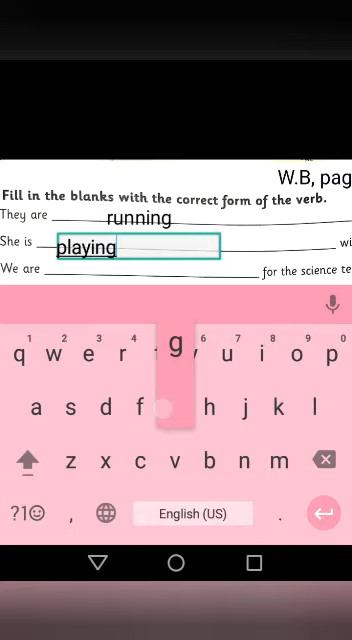 W.B, pag
Fill in the blanks with the correct form of the verb.
They are running
She is playing wi
We are for the science te
g
1 2 3 4 6 7 8 9 0
q w e r u i o p
a s d f h j k l
z x c v b n m
?1☺ , English (US) .